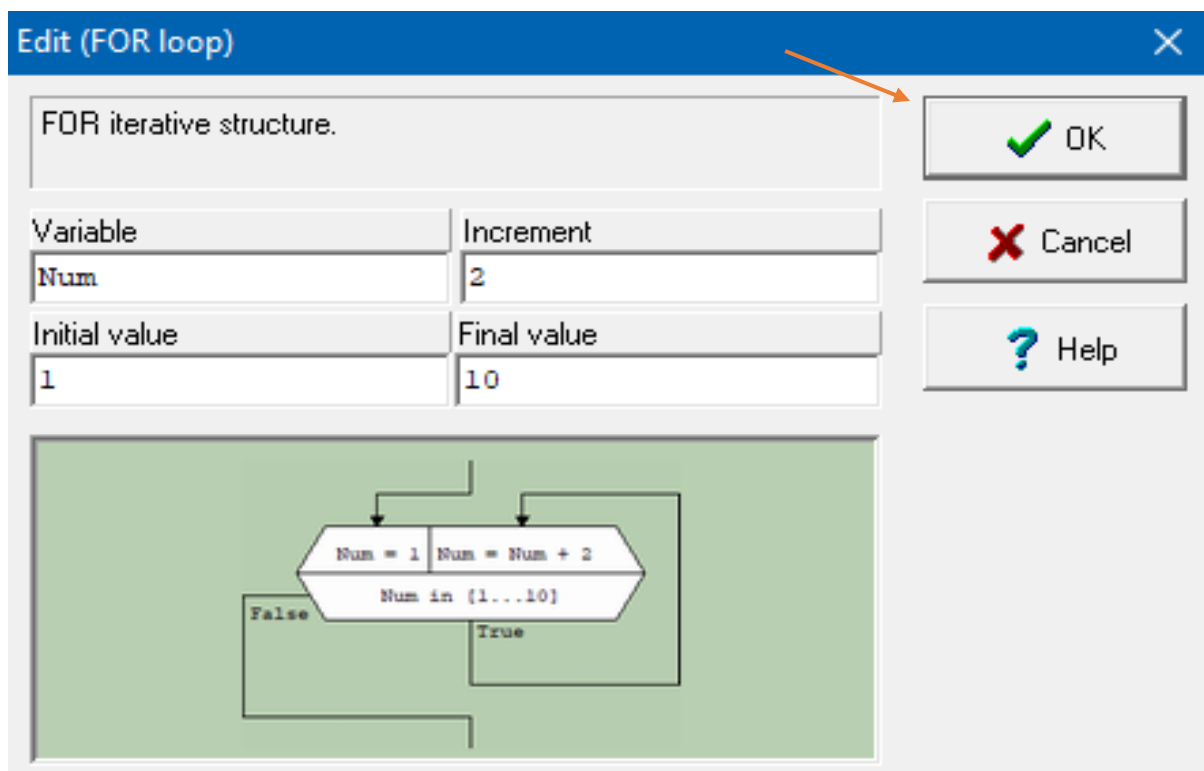 Edit (FOR loop)
FOR iterative structure.
OK
Variable
Increment
Cancel
Num
2
Initial value
Final value
Help
1
10
Num = 1
Num = Num + 2
Num in {1...10}
False
True